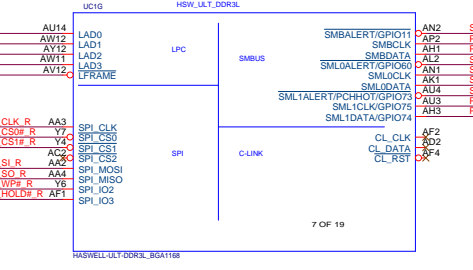 UC1G
HSW_ULT_DDR3L
AU14 LAD0
AW12 LAD1
AY12 LAD2
AW11 LAD3
AV12 LFRAME
LPC
SMBUS
SMBALERT/GPIO11 AN2
SMBCLK AP2
SMBDATA AH1
SML0ALERT/GPIO60 AL2
SML0CLK AN1
SML0DATA AK1
SML1ALERT/PCHHOT/GPIO73 AU4
SML1CLK/GPIO75 AU3
SML1DATA/GPIO74 AH3
CLK_R AA3 SPI_CLK
CS0#_R Y7 SPI_CS0
CS1#_R Y4 SPI_CS1
AC2 SPI_CS2
SI_R AA2 SPI_MOSI
SO_R AA4 SPI_MISO
WP#_R Y6 SPI_IO2
HOLD#_R AF1 SPI_IO3
SPI
C-LINK
CL_CLK AF2
CL_DATA AD2
CL_RST AF4
7 OF 19
HASWELL-ULT-DDR3L_BGA1168